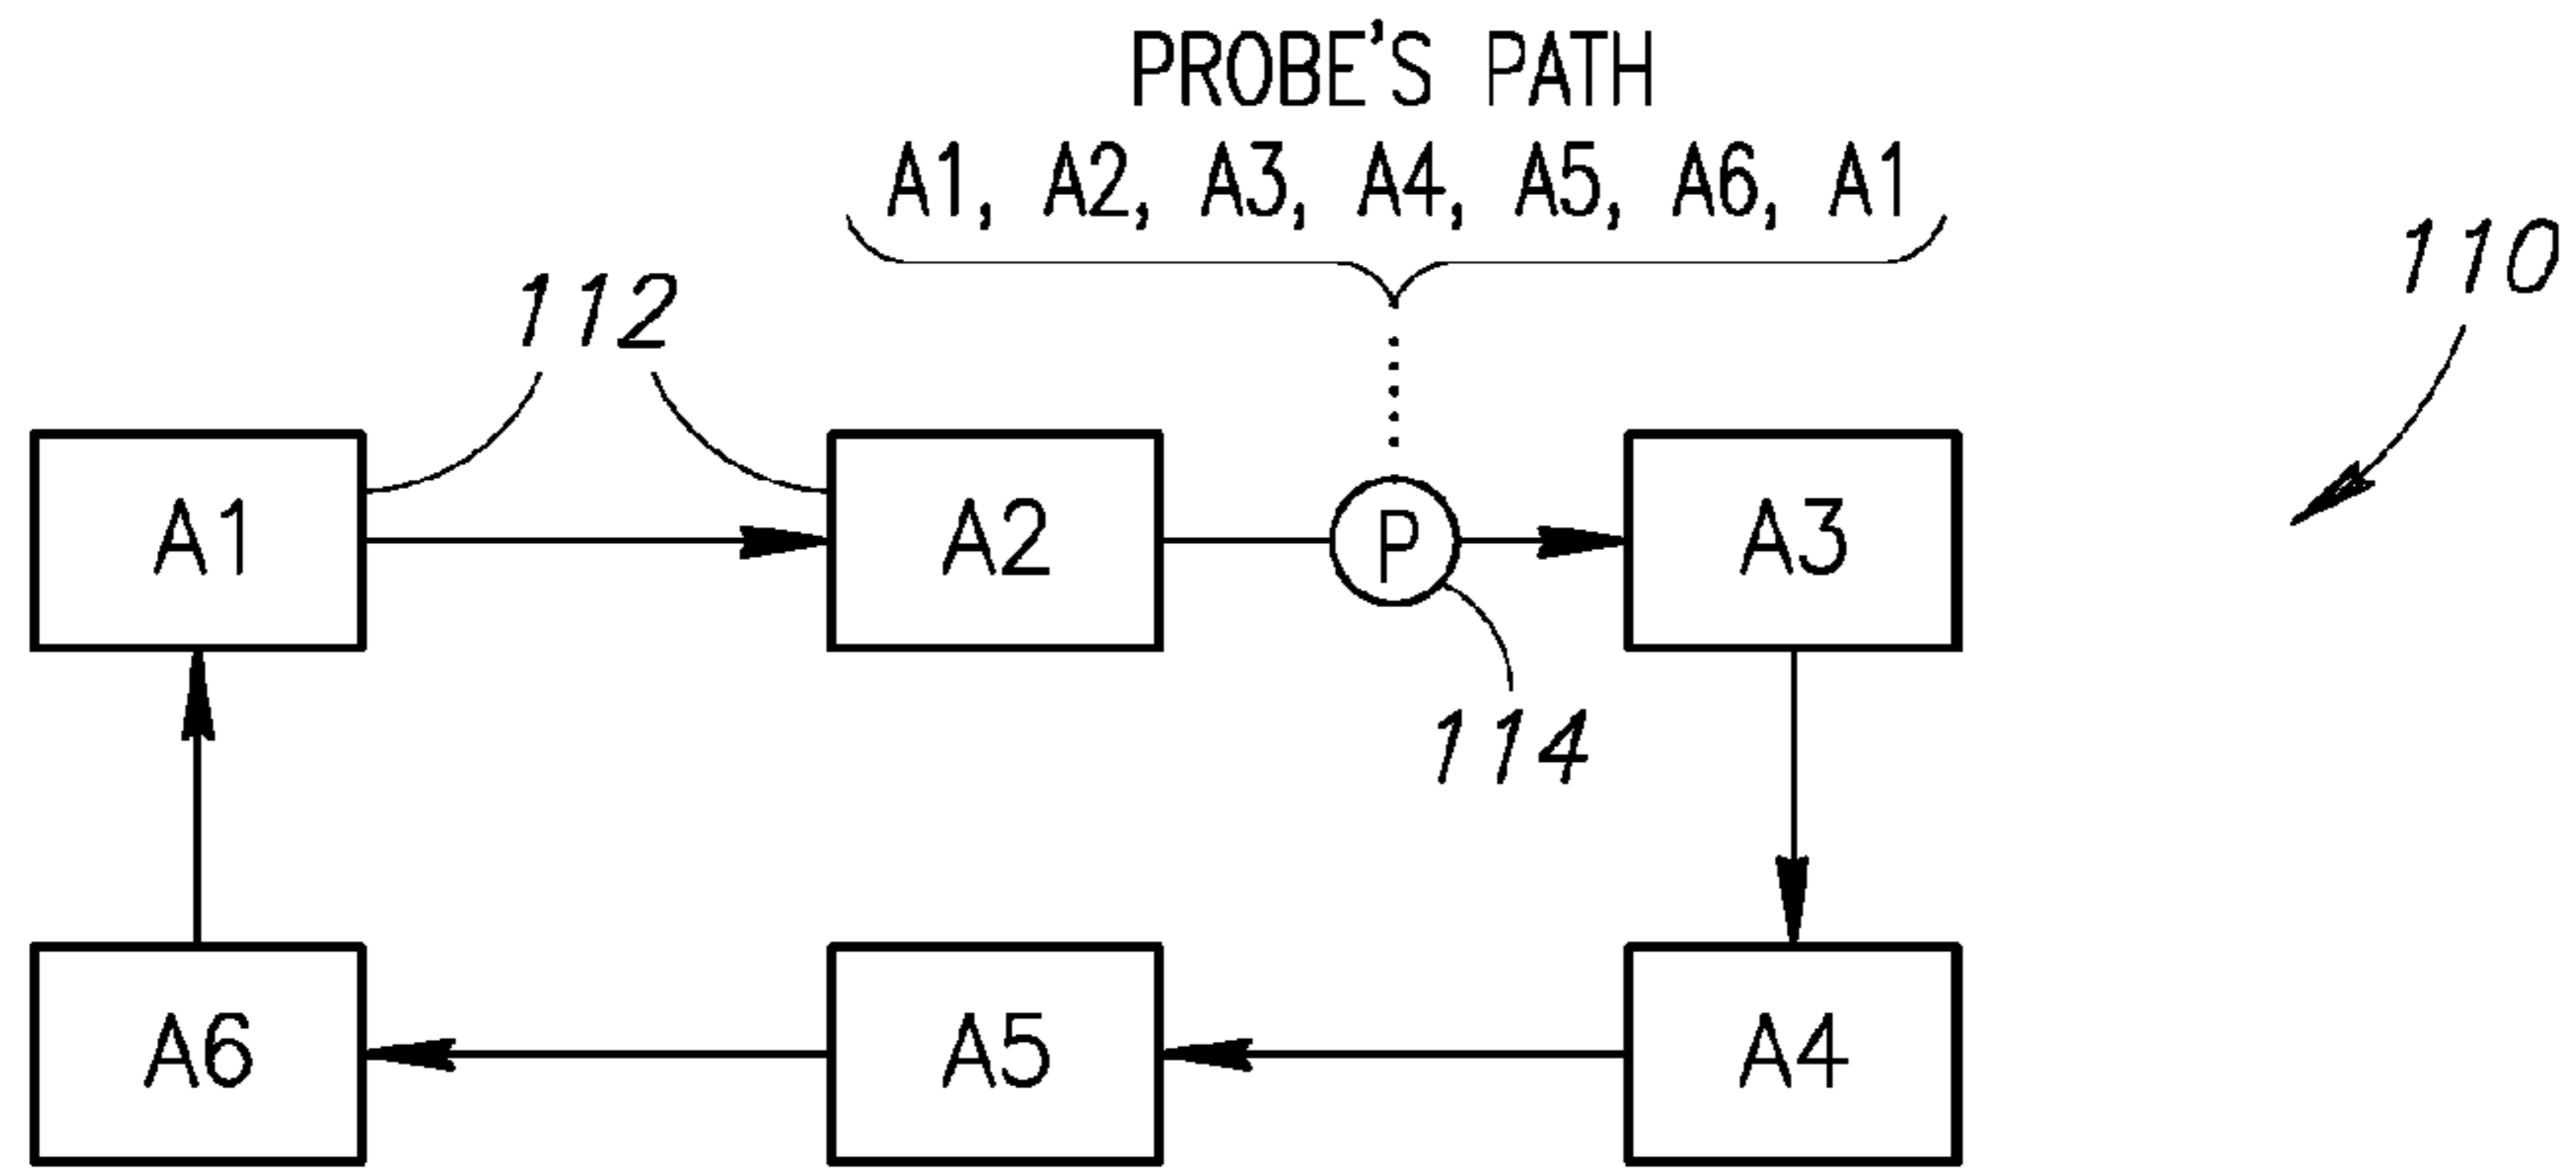 PROBE'S PATH
A1, A2, A3, A4, A5, A6, A1
110
112
A1
A2
P
A3
114
A6
A5
A4